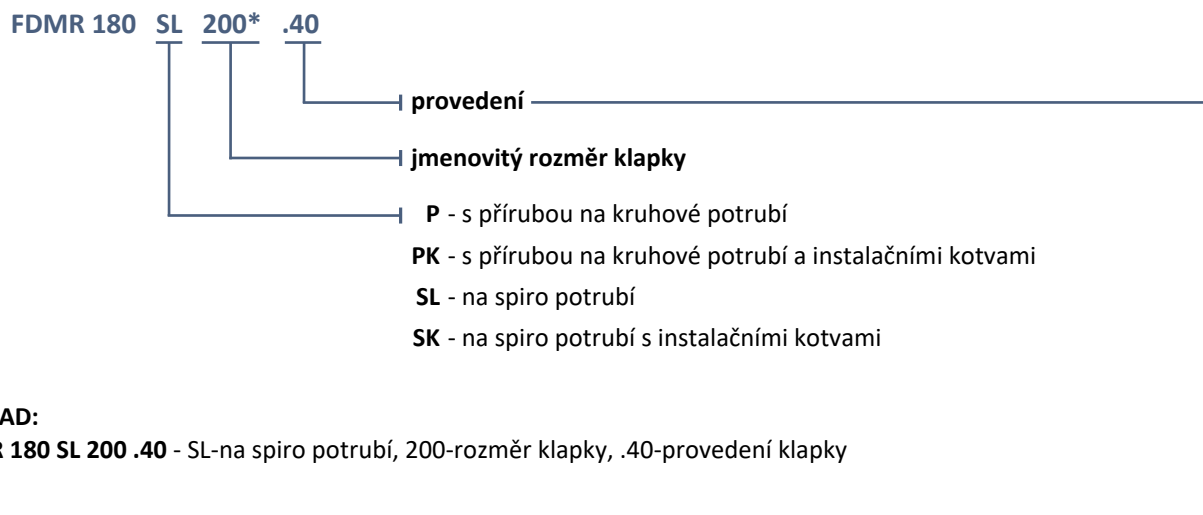 FDMR 180 SL 200* .40
provedení
jmenovitý rozměr klapky
P - s přírubou na kruhové potrubí
PK - s přírubou na kruhové potrubí a instalačními kotvami
SL - na spiro potrubí
SK - na spiro potrubí s instalačními kotvami
AD:
R 180 SL 200 .40 - SL-na spiro potrubí, 200-rozměr klapky, .40-provedení klapky